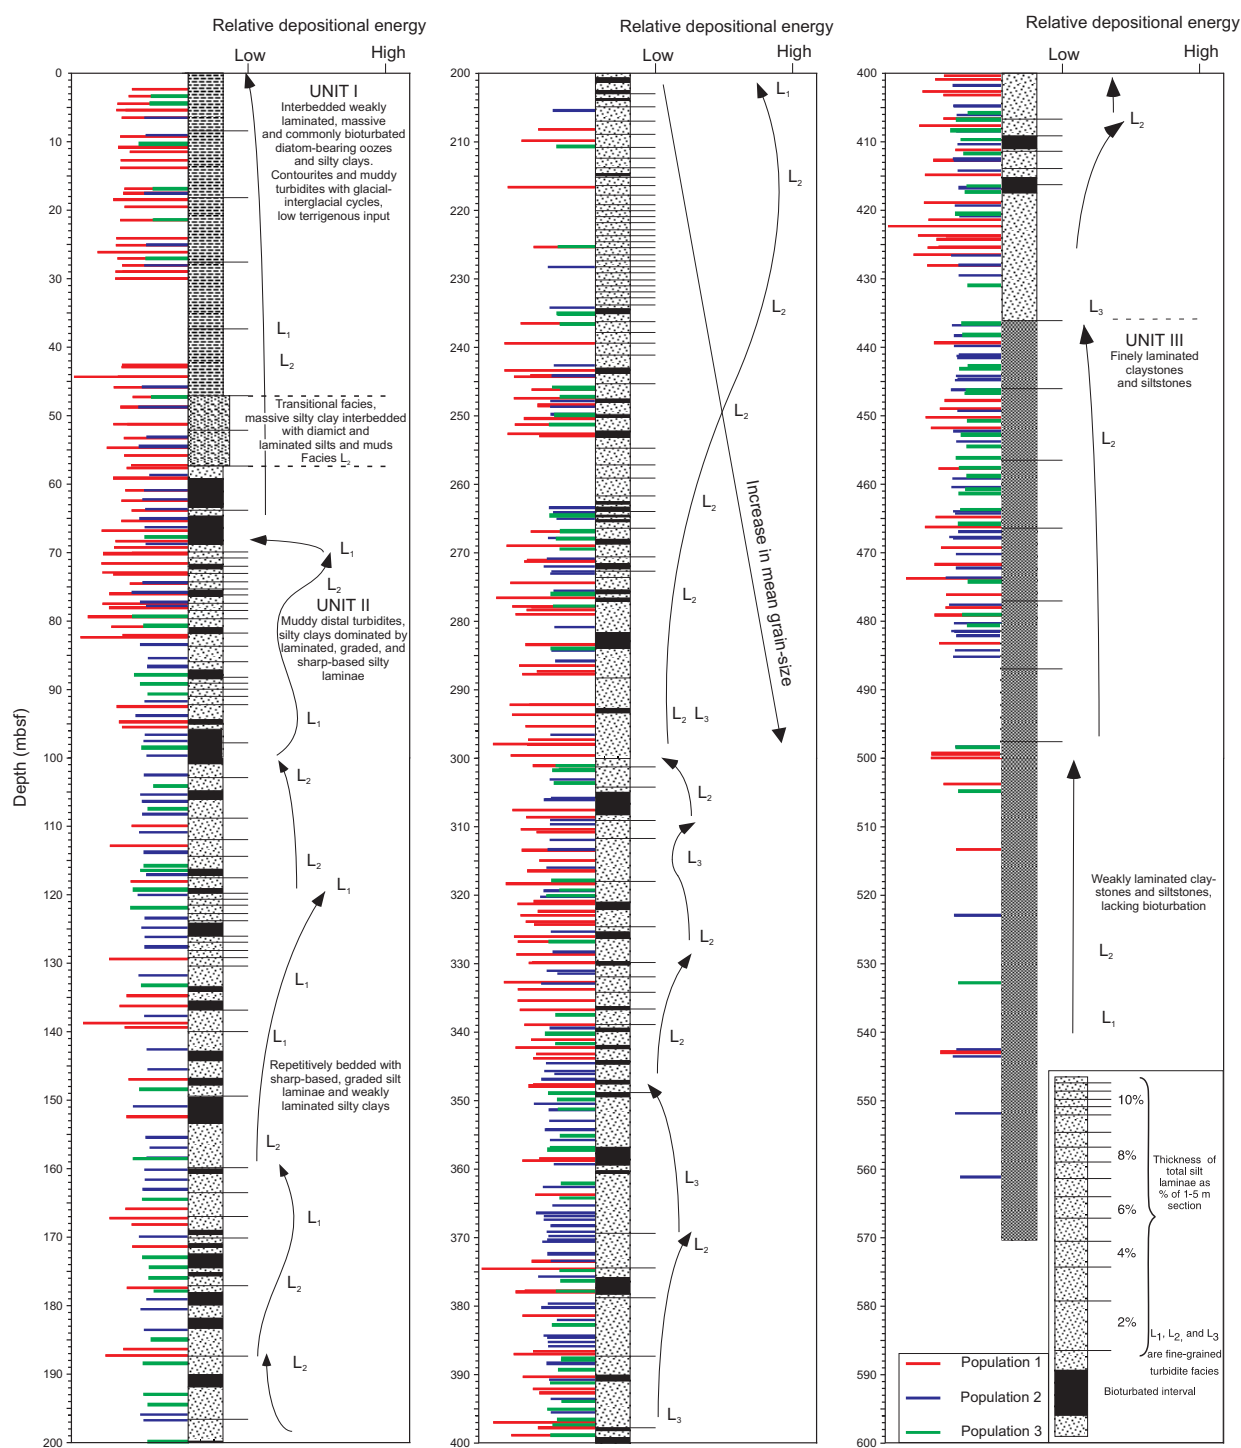 Relative depositional energy
Low
High
0
10
20
30
40
50
60
70
80
90
100
110
120
130
140
150
160
170
180
190
200
Depth (mbsf)
UNIT I
Interbedded weakly
laminated, massive
and commonly bioturbated
diatom-bearing oozes
and silty clays.
Contourites and muddy
turbidites with glacial-
interglacial cycles,
low terrigenous input
L1
L2
Transitional facies,
massive silty clay interbedded
with diamict and
laminated silts and muds
Facies L2
L1
L2
UNIT II
Muddy distal turbidites,
silty clays dominated by
laminated, graded, and
sharp-based silty
laminae
L1
L2
L2
L1
L1
L1
Repetitively bedded with
sharp-based, graded silt
laminae and weakly
laminated silty clays
L2
L1
L2
L2
Relative depositional energy
Low
High
200
210
220
230
240
250
260
270
280
290
300
310
320
330
340
350
360
370
380
390
400
L1
L2
L2
L2
L2
L2
Increase in mean grain-size
L2 L3
L2
L3
L2
L2
L3
L2
L3
Relative depositional energy
Low
High
400
410
420
430
440
450
460
470
480
490
500
510
520
530
540
550
560
570
580
590
600
L2
L3
UNIT III
Finely laminated
claystones
and siltstones
L2
Weakly laminated clay-
stones and siltstones,
lacking bioturbation
L2
L1
10%
8%
6%
4%
2%
Thickness of
total silt
laminae as
% of 1-5 m
section
L1, L2, and L3
are fine-grained
turbidite facies
Bioturbated interval
Population 1
Population 2
Population 3